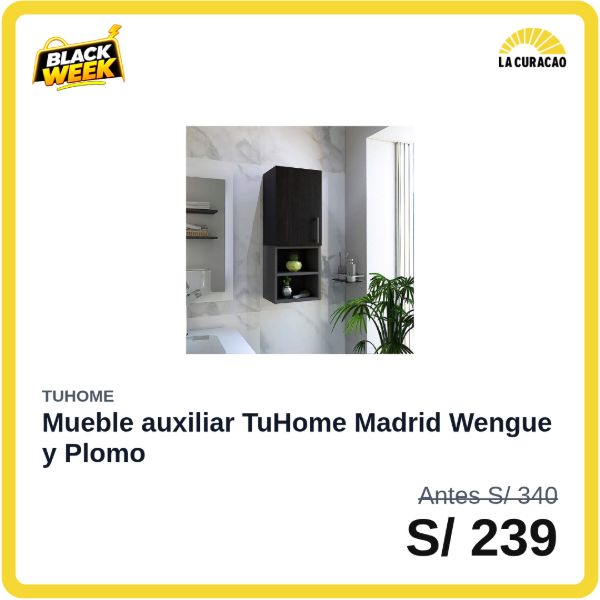 BLACK
WEEK
LA CURACAO
TUHOME
Mueble auxiliar TuHome Madrid Wengue
y Plomo
Antes S/ 340
S/ 239